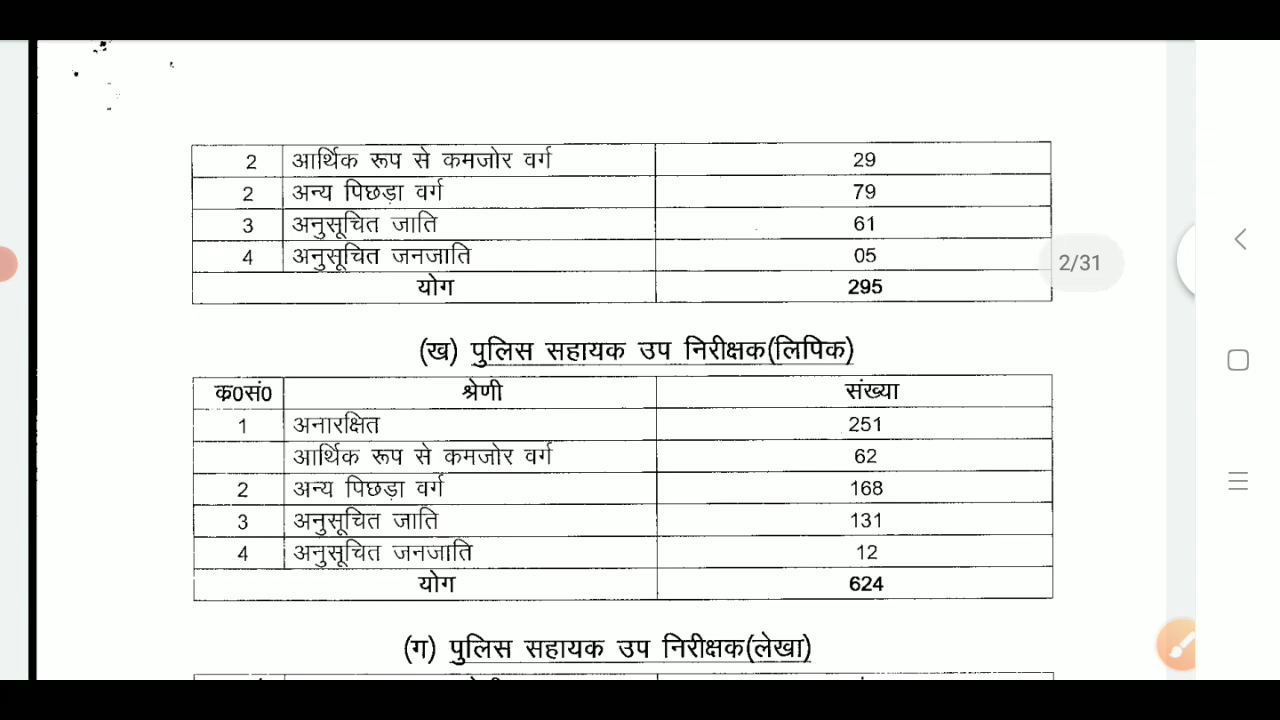 2 आर्थिक रूप से कमजोर वर्ग 29
2 अन्य पिछड़ा वर्ग 79
3 अनुसूचित जाति 61
4 अनुसूचित जनजाति 05
योग 295
2/31
(ख) पुलिस सहायक उप निरीक्षक(लिपिक)
क0सं0 श्रेणी संख्या
1 अनारक्षित 251
आर्थिक रूप से कमजोर वर्ग 62
2 अन्य पिछड़ा वर्ग 168
3 अनुसूचित जाति 131
4 अनुसूचित जनजाति 12
योग 624
(ग) पुलिस सहायक उप निरीक्षक(लेखा)